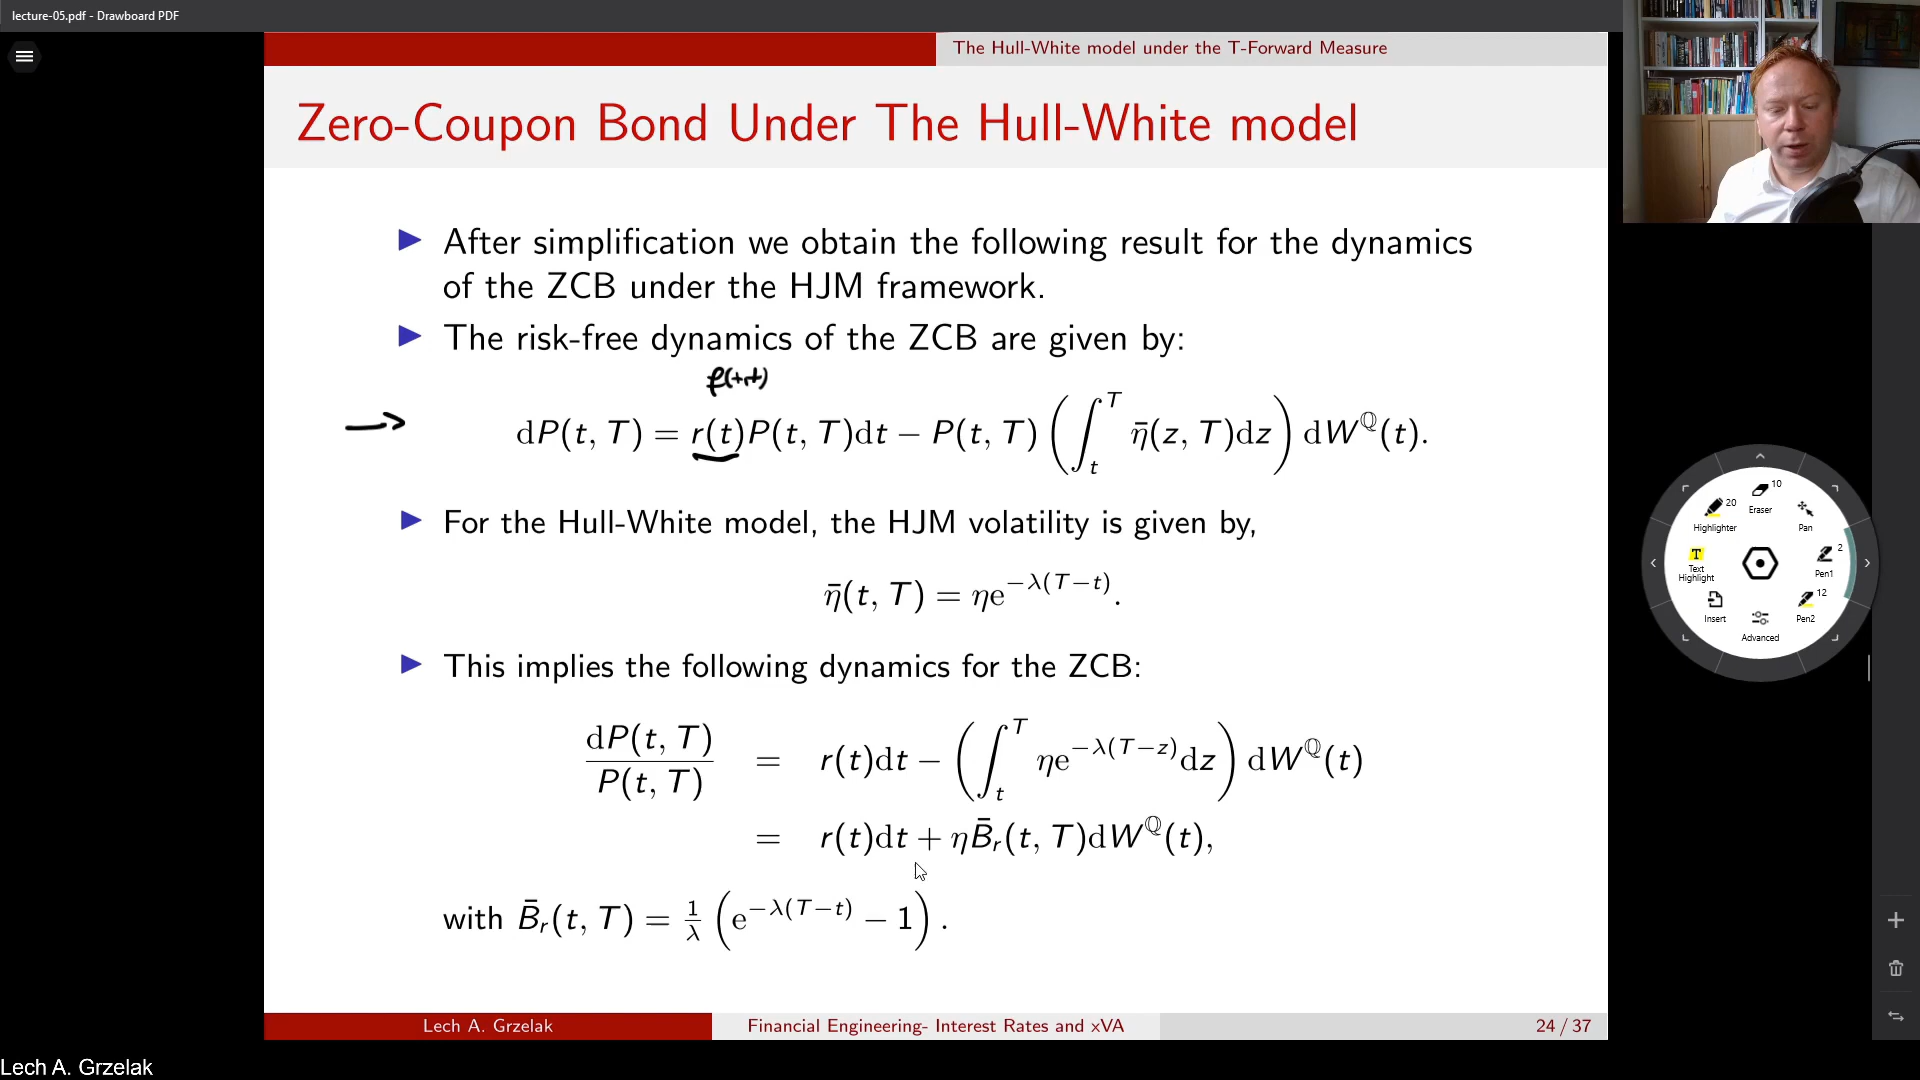 lecture-05.pdf - Drawboard PDF
The Hull-White model under the T-Forward Measure
Zero-Coupon Bond Under The Hull-White model
▶ After simplification we obtain the following result for the dynamics
of the ZCB under the HJM framework.
▶ The risk-free dynamics of the ZCB are given by:
f(t,t)
dP(t, T) = r(t)P(t, T)dt − P(t, T) (∫_t^T η̄(z, T)dz) dW^ℚ(t).
▶ For the Hull-White model, the HJM volatility is given by,
η̄(t, T) = ηe^{−λ(T−t)}.
▶ This implies the following dynamics for the ZCB:
dP(t, T)/P(t, T) = r(t)dt − (∫_t^T ηe^{−λ(T−z)}dz) dW^ℚ(t)
= r(t)dt + ηB̄_r(t, T)dW^ℚ(t),
with B̄_r(t, T) = 1/λ (e^{−λ(T−t)} − 1).
Lech A. Grzelak
Financial Engineering- Interest Rates and xVA
24 / 37
Lech A. Grzelak
10
Eraser
20
Highlighter
Pan
T
Text
Highlight
2
Pen1
Insert
12
Pen2
Advanced